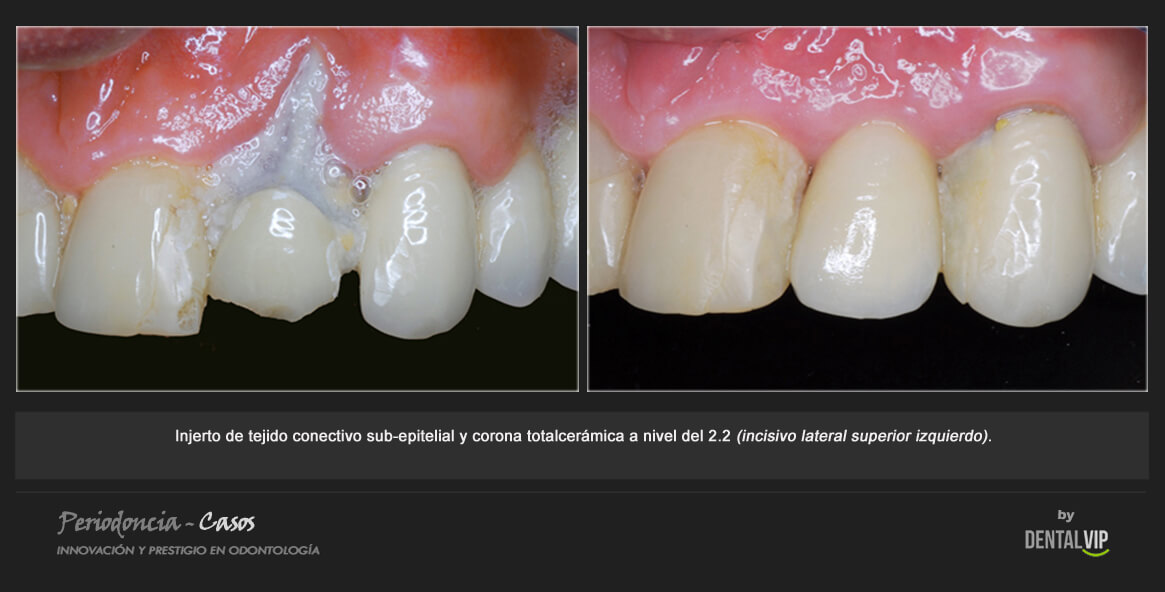 Injerto de tejido conectivo sub-epitelial y corona totalcerámica a nivel del 2.2 (incisivo lateral superior izquierdo).
Periodoncia - Casos
INNOVACIÓN Y PRESTIGIO EN ODONTOLOGÍA
by
DENTALVIP